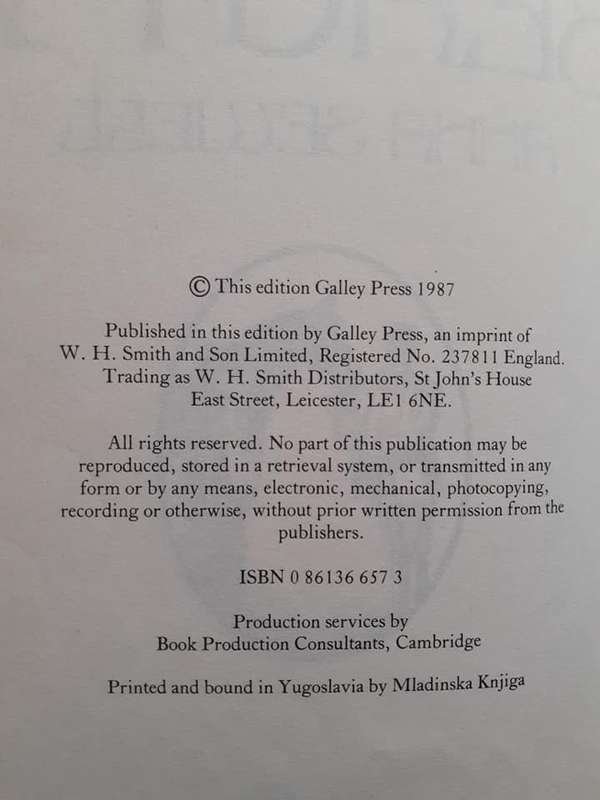 © This edition Galley Press 1987
Published in this edition by Galley Press, an imprint of
W. H. Smith and Son Limited, Registered No. 237811 England.
Trading as W. H. Smith Distributors, St John's House
East Street, Leicester, LE1 6NE.
All rights reserved. No part of this publication may be
reproduced, stored in a retrieval system, or transmitted in any
form or by any means, electronic, mechanical, photocopying,
recording or otherwise, without prior written permission from the
publishers.
ISBN 0 86136 657 3
Production services by
Book Production Consultants, Cambridge
Printed and bound in Yugoslavia by Mladinska Knjiga